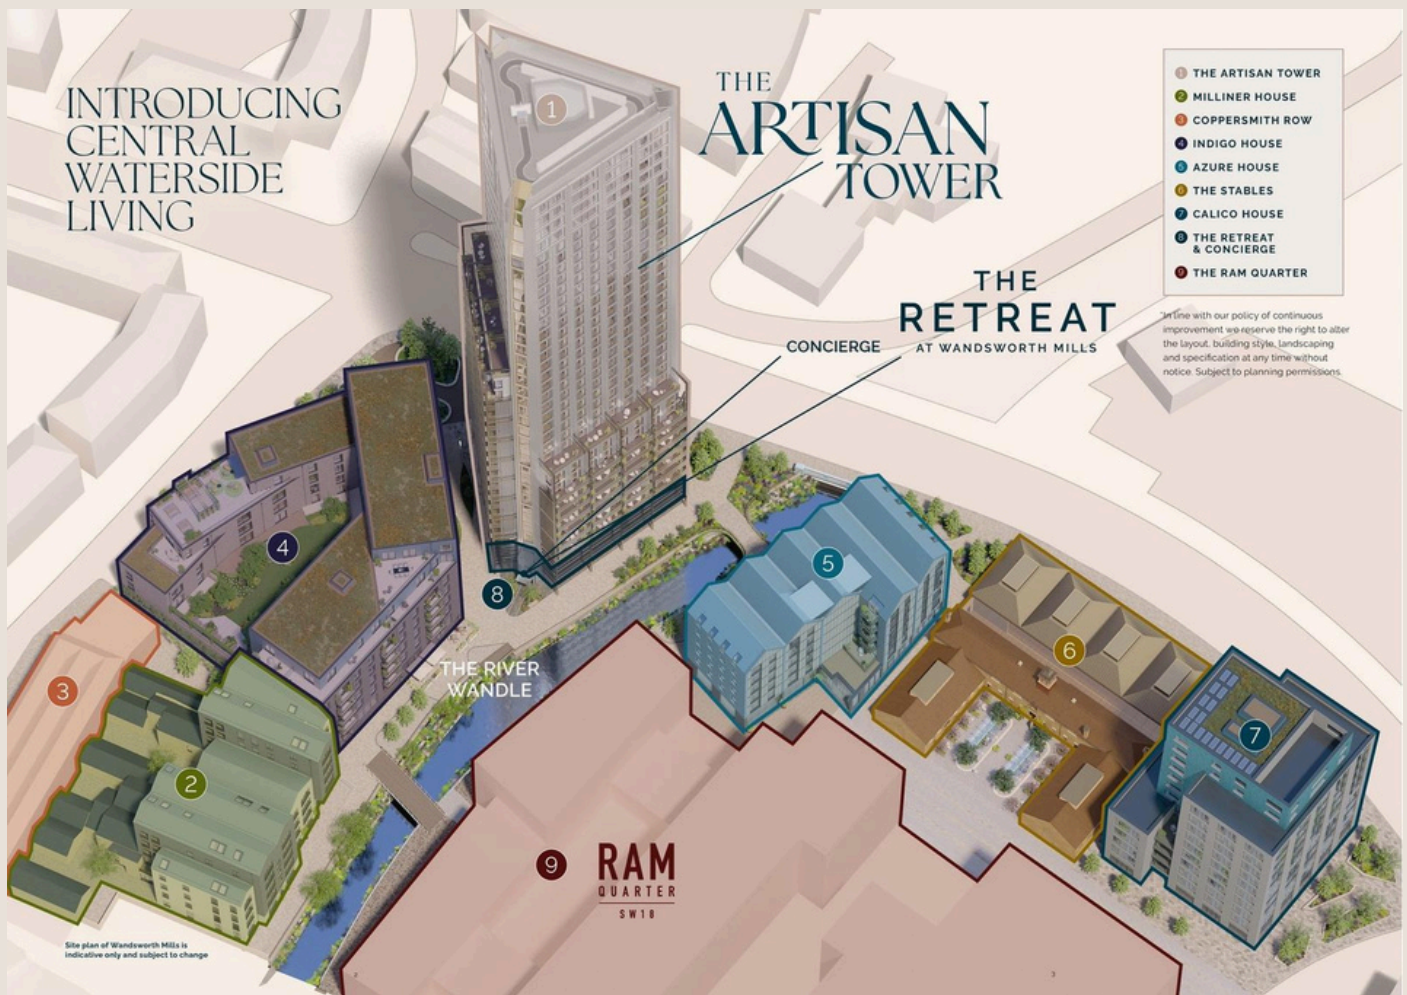 INTRODUCING
CENTRAL
WATERSIDE
LIVING
THE
ARTISAN
TOWER
1 THE ARTISAN TOWER
2 MILLINER HOUSE
3 COPPERSMITH ROW
4 INDIGO HOUSE
5 AZURE HOUSE
6 THE STABLES
7 CALICO HOUSE
8 THE RETREAT
& CONCIERGE
9 THE RAM QUARTER
*In line with our policy of continuous
improvement we reserve the right to alter
the layout, building style, landscaping
and specification at any time without
notice. Subject to planning permissions.
THE
RETREAT
AT WANDSWORTH MILLS
CONCIERGE
1
4
8
5
3
6
THE RIVER
WANDLE
2
7
9
RAM
QUARTER
SW18
Site plan of Wandsworth Mills is
indicative only and subject to change
2
3